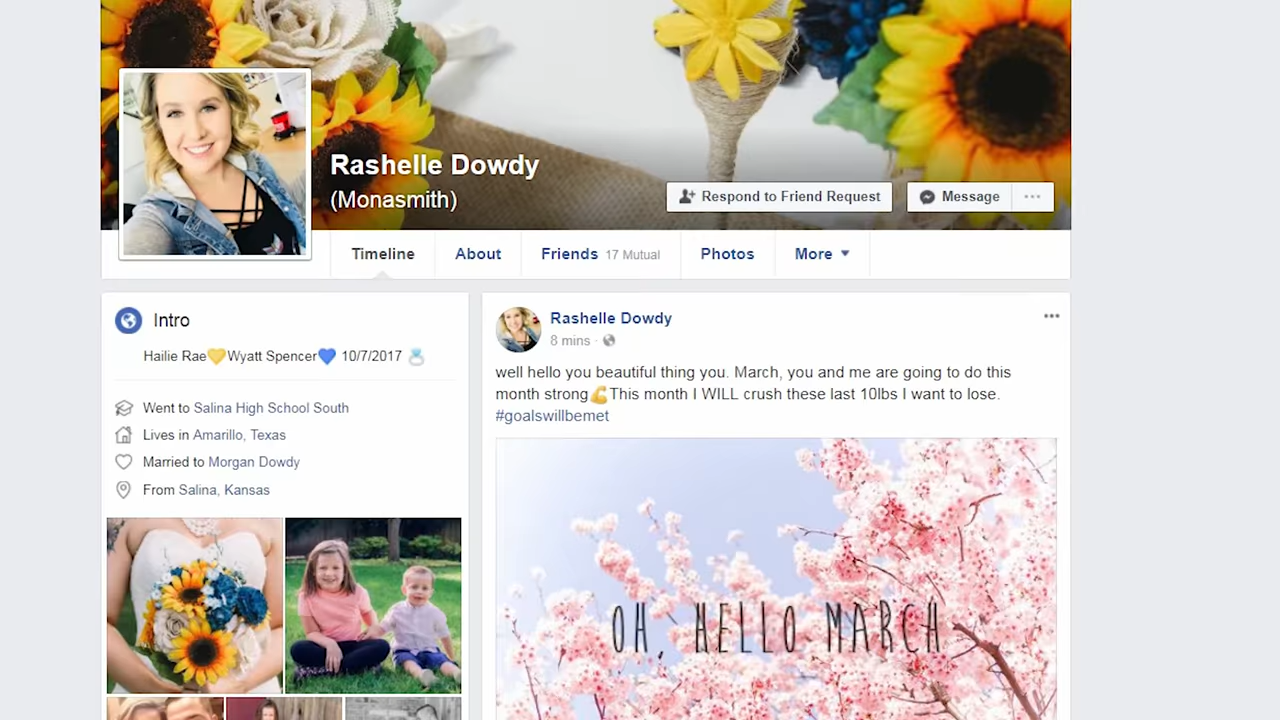 Rashelle Dowdy
(Monasmith)
Respond to Friend Request
Message
Timeline
About
Friends 17 Mutual
Photos
More
Intro
Hailie Rae💛Wyatt Spencer💙 10/7/2017 💍
Went to Salina High School South
Lives in Amarillo, Texas
Married to Morgan Dowdy
From Salina, Kansas
Rashelle Dowdy
8 mins ·
well hello you beautiful thing you. March, you and me are going to do this
month strong💪This month I WILL crush these last 10lbs I want to lose.
#goalswillbemet
OH, HELLO MARCH